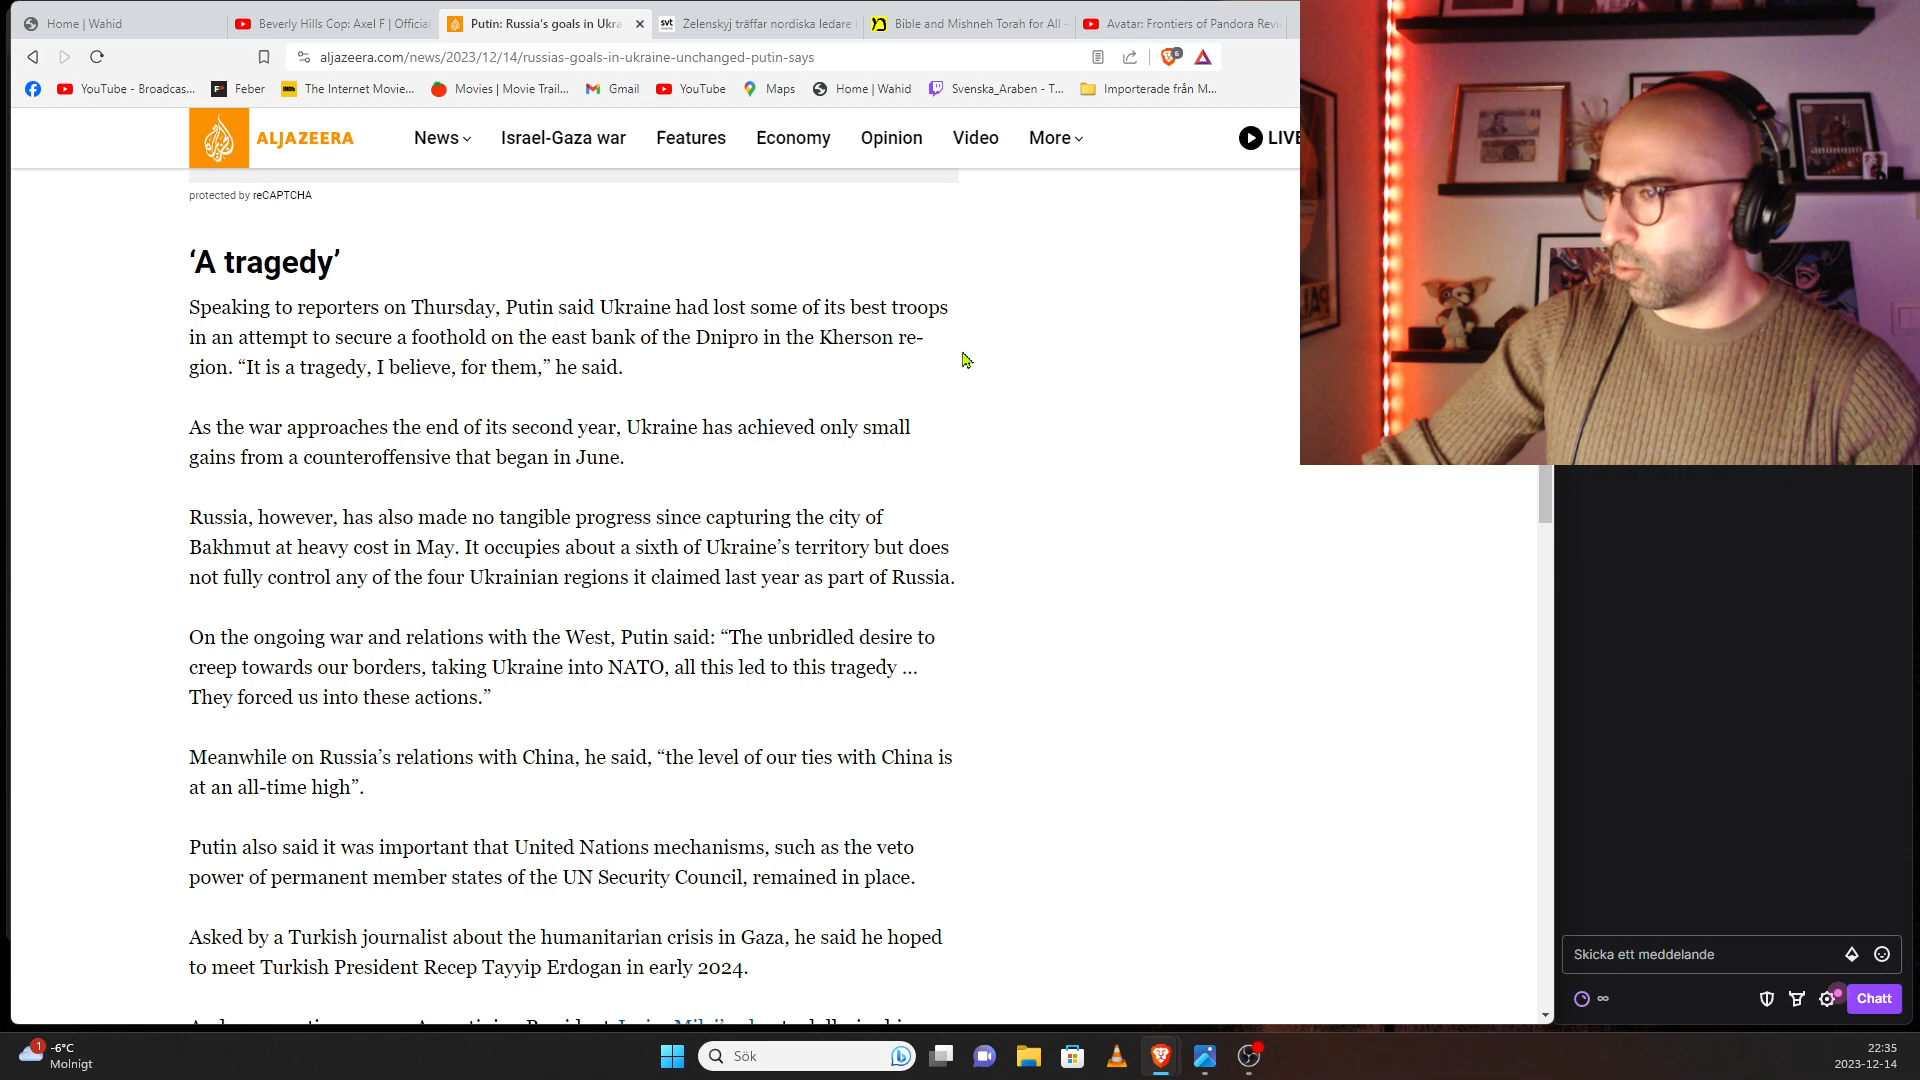 Home | Wahid
Beverly Hills Cop: Axel F | Official
Putin: Russia's goals in Ukra
svt
Zelenskyj träffar nordiska ledare i
Bible and Mishneh Torah for All -
Avatar: Frontiers of Pandora Revi
aljazeera.com/news/2023/12/14/russias-goals-in-ukraine-unchanged-putin-says
6
YouTube - Broadcas...
Feber
The Internet Movie...
Movies | Movie Trail...
Gmail
YouTube
Maps
Home | Wahid
Svenska_Araben - T...
Importerade från M...
ALJAZEERA
News
Israel-Gaza war
Features
Economy
Opinion
Video
More
LIVE
protected by reCAPTCHA
‘A tragedy’
Speaking to reporters on Thursday, Putin said Ukraine had lost some of its best troops
in an attempt to secure a foothold on the east bank of the Dnipro in the Kherson re-
gion. “It is a tragedy, I believe, for them,” he said.
As the war approaches the end of its second year, Ukraine has achieved only small
gains from a counteroffensive that began in June.
Russia, however, has also made no tangible progress since capturing the city of
Bakhmut at heavy cost in May. It occupies about a sixth of Ukraine’s territory but does
not fully control any of the four Ukrainian regions it claimed last year as part of Russia.
On the ongoing war and relations with the West, Putin said: “The unbridled desire to
creep towards our borders, taking Ukraine into NATO, all this led to this tragedy ...
They forced us into these actions.”
Meanwhile on Russia’s relations with China, he said, “the level of our ties with China is
at an all-time high”.
Putin also said it was important that United Nations mechanisms, such as the veto
power of permanent member states of the UN Security Council, remained in place.
Asked by a Turkish journalist about the humanitarian crisis in Gaza, he said he hoped
to meet Turkish President Recep Tayyip Erdogan in early 2024.
Skicka ett meddelande
Chatt
1
-6°C
Molnigt
Sök
22:35
2023-12-14